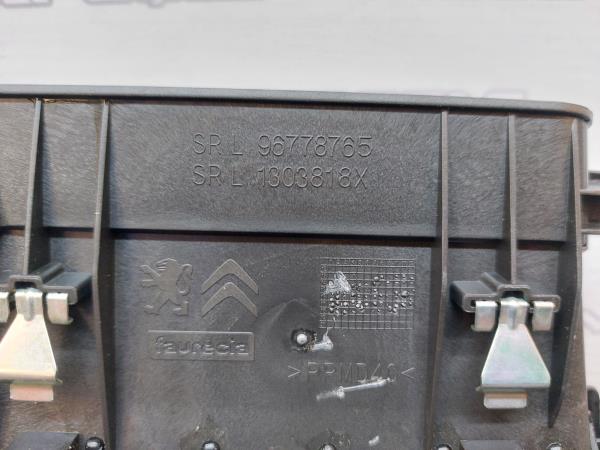 SR L 96778765
SR L 1303818X
faurecia
>PPMD40<